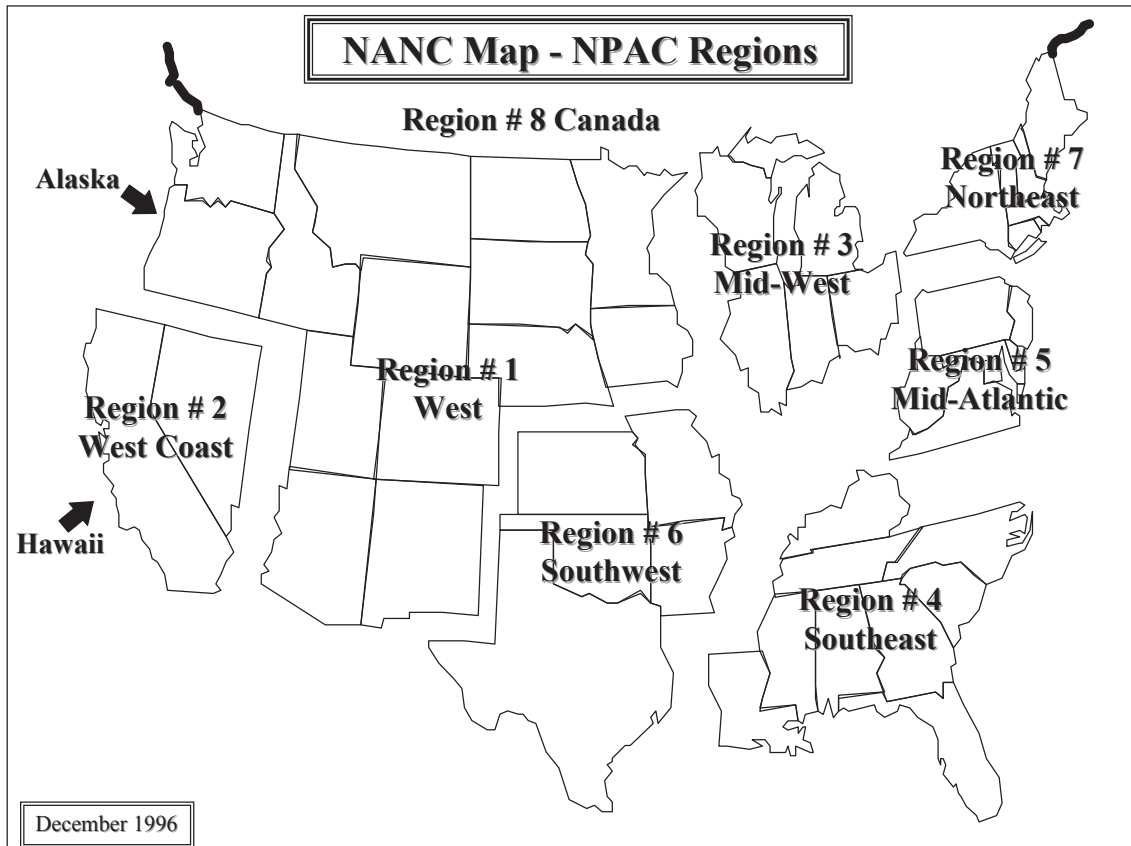 NANC Map - NPAC Regions
Region # 8 Canada
Alaska
Region # 7
Northeast
Region # 3
Mid-West
Region # 1
West
Region # 5
Mid-Atlantic
Region # 2
West Coast
Hawaii
Region # 6
Southwest
Region # 4
Southeast
December 1996